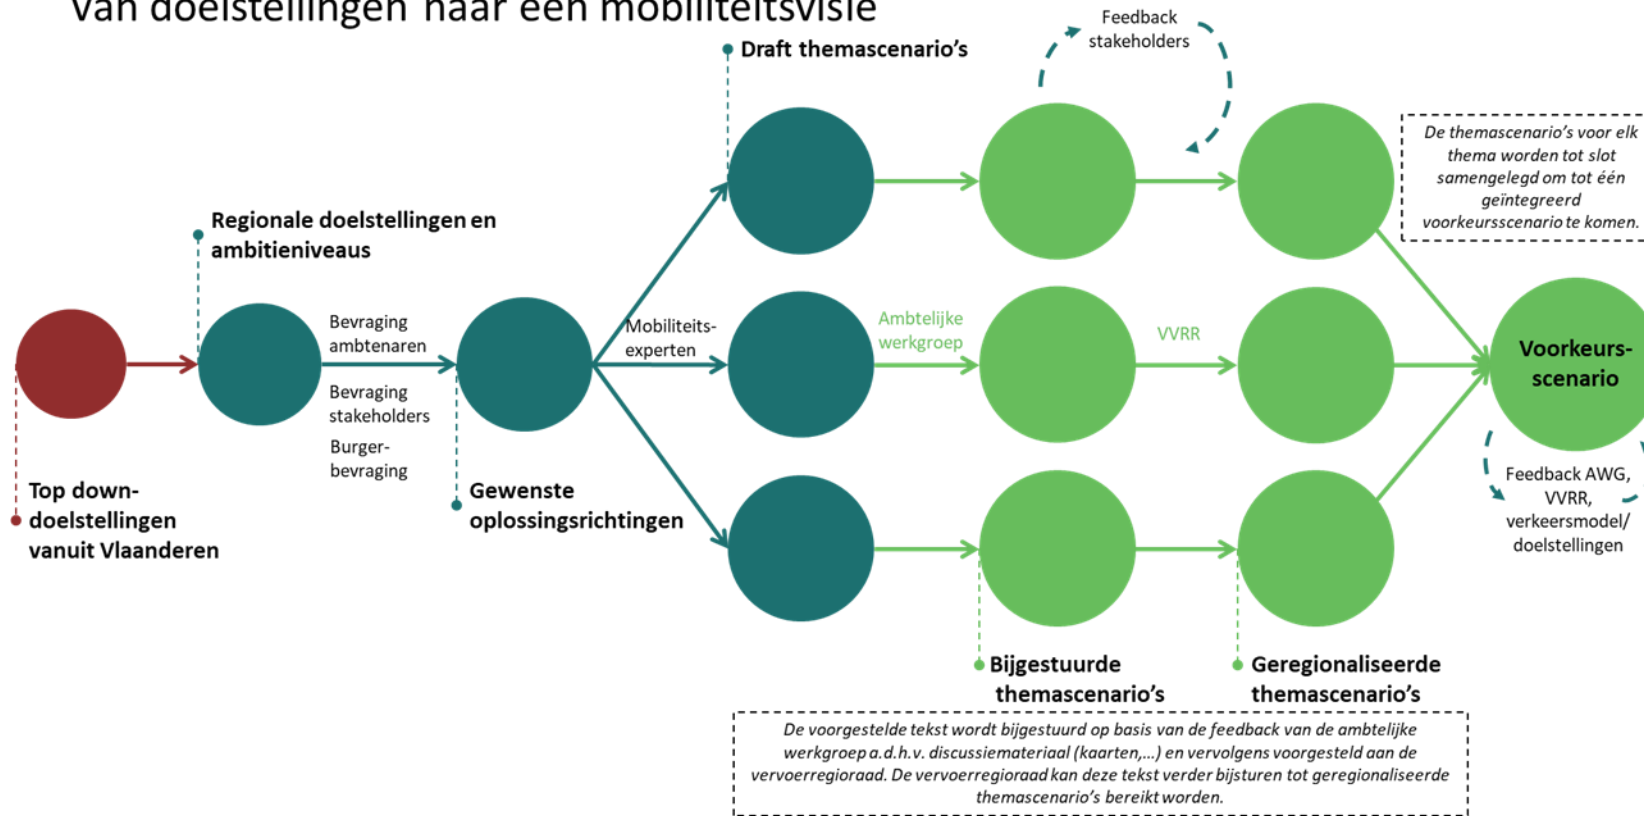 van doelstellingen naar een mobiliteitsvisie
Feedback
stakeholders
Draft themascenario's
De themascenario's voor elk
thema worden tot slot
samengelegd om tot één
geïntegreerd
voorkeursscenario te komen.
Regionale doelstellingen en
ambitieniveaus
Bevraging
ambtenaren
Bevraging
stakeholders
Burger-
bevraging
Mobiliteits-
experten
Ambtelijke
werkgroep
VVRR
Voorkeurs-
scenario
Top down-
doelstellingen
vanuit Vlaanderen
Gewenste
oplossingsrichtingen
Feedback AWG,
VVRR,
verkeersmodel/
doelstellingen
Bijgestuurde
themascenario's
Geregionaliseerde
themascenario's
De voorgestelde tekst wordt bijgestuurd op basis van de feedback van de ambtelijke
werkgroep a.d.h.v. discussiemateriaal (kaarten,...) en vervolgens voorgesteld aan de
vervoerregioraad. De vervoerregioraad kan deze tekst verder bijsturen tot geregionaliseerde
themascenario's bereikt worden.